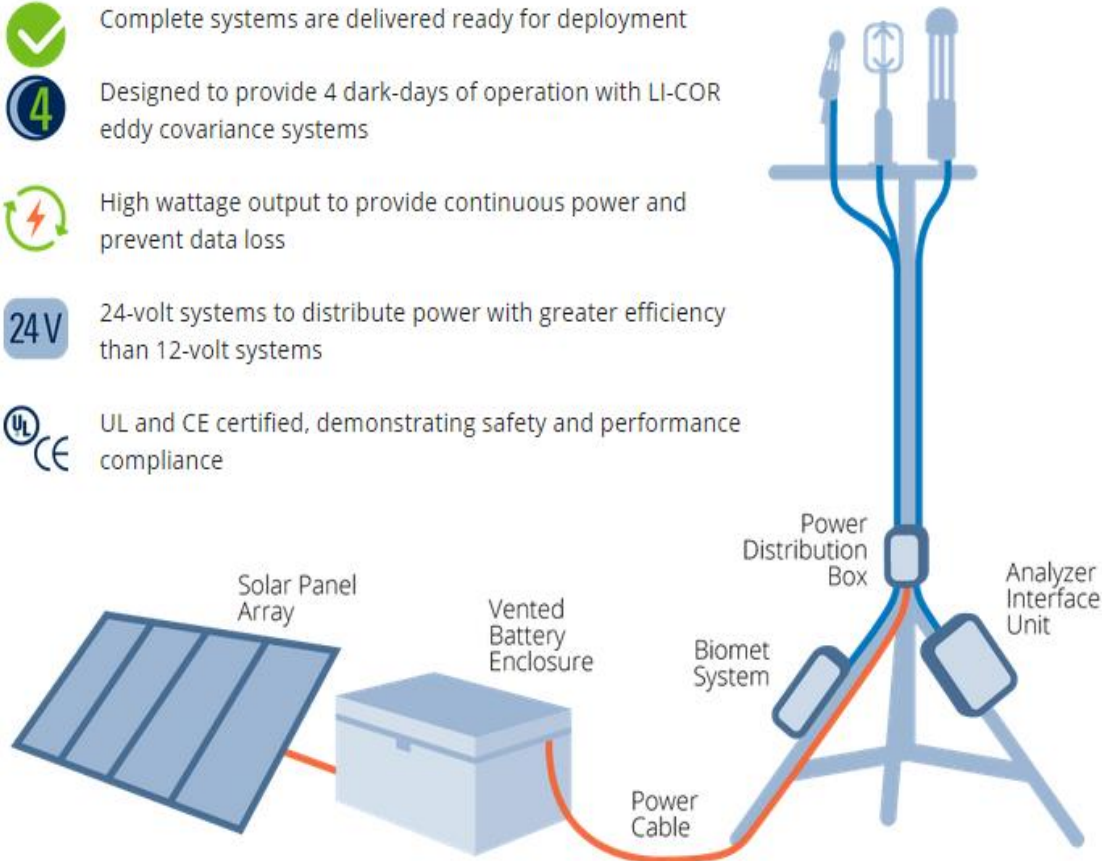 Complete systems are delivered ready for deployment
4
Designed to provide 4 dark-days of operation with LI-COR
eddy covariance systems
High wattage output to provide continuous power and
prevent data loss
24 V
24-volt systems to distribute power with greater efficiency
than 12-volt systems
UL
CE
UL and CE certified, demonstrating safety and performance
compliance
Power
Distribution
Box
Analyzer
Interface
Unit
Solar Panel
Array
Vented
Battery
Enclosure
Biomet
System
Power
Cable